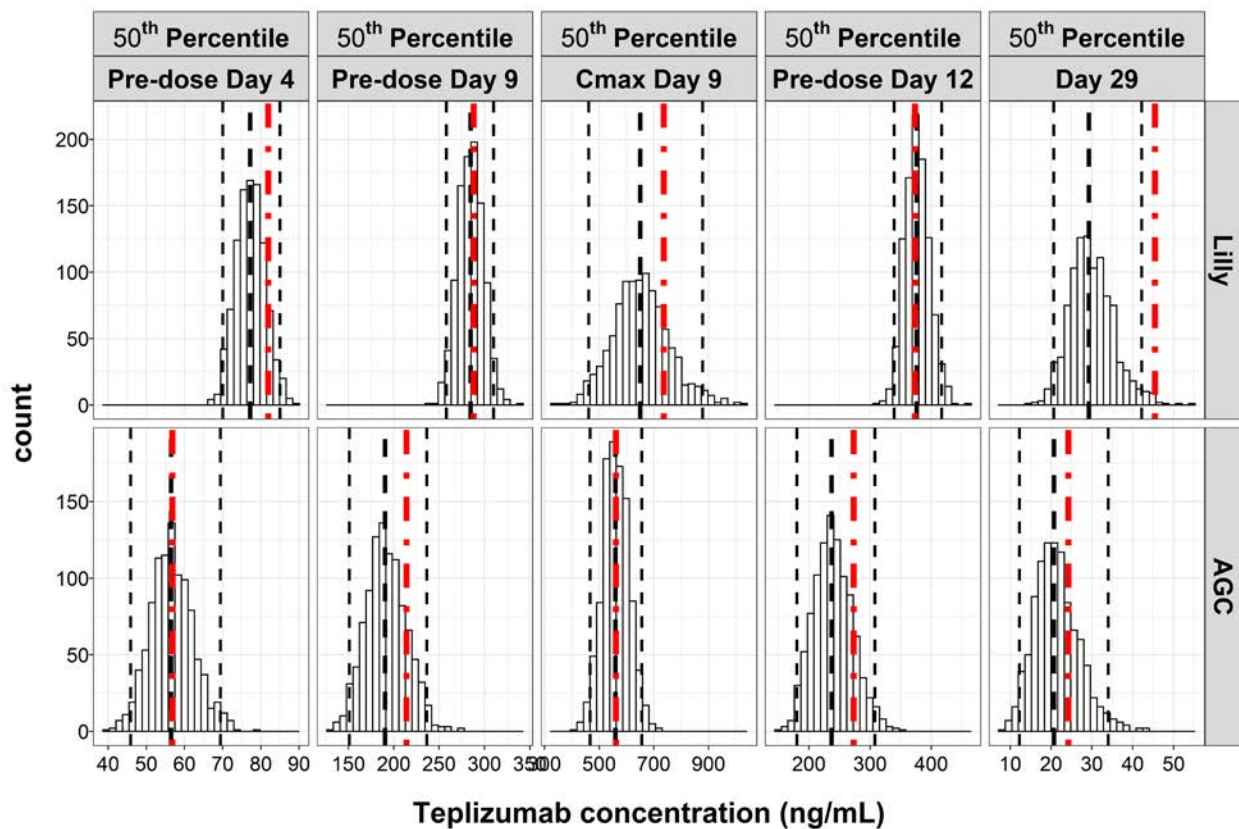 50th Percentile 50th Percentile 50th Percentile 50th Percentile 50th Percentile
Pre-dose Day 4 Pre-dose Day 9 Cmax Day 9 Pre-dose Day 12 Day 29
200
150
100
50
0
Lilly
150
100
50
0
AGC
count
40 50 60 70 80 90 150 200 250 300 350 500 700 900 200 300 400 10 20 30 40 50
Teplizumab concentration (ng/mL)